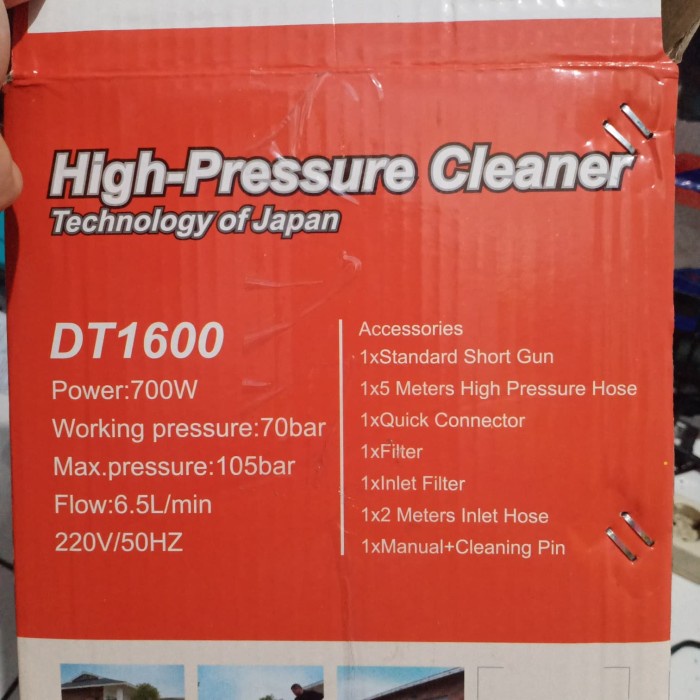 High-Pressure Cleaner
Technology of Japan
DT1600
Power:700W
Working pressure:70bar
Max.pressure:105bar
Flow:6.5L/min
220V/50HZ
Accessories
1xStandard Short Gun
1x5 Meters High Pressure Hose
1xQuick Connector
1xFilter
1xInlet Filter
1x2 Meters Inlet Hose
1xManual+Cleaning Pin